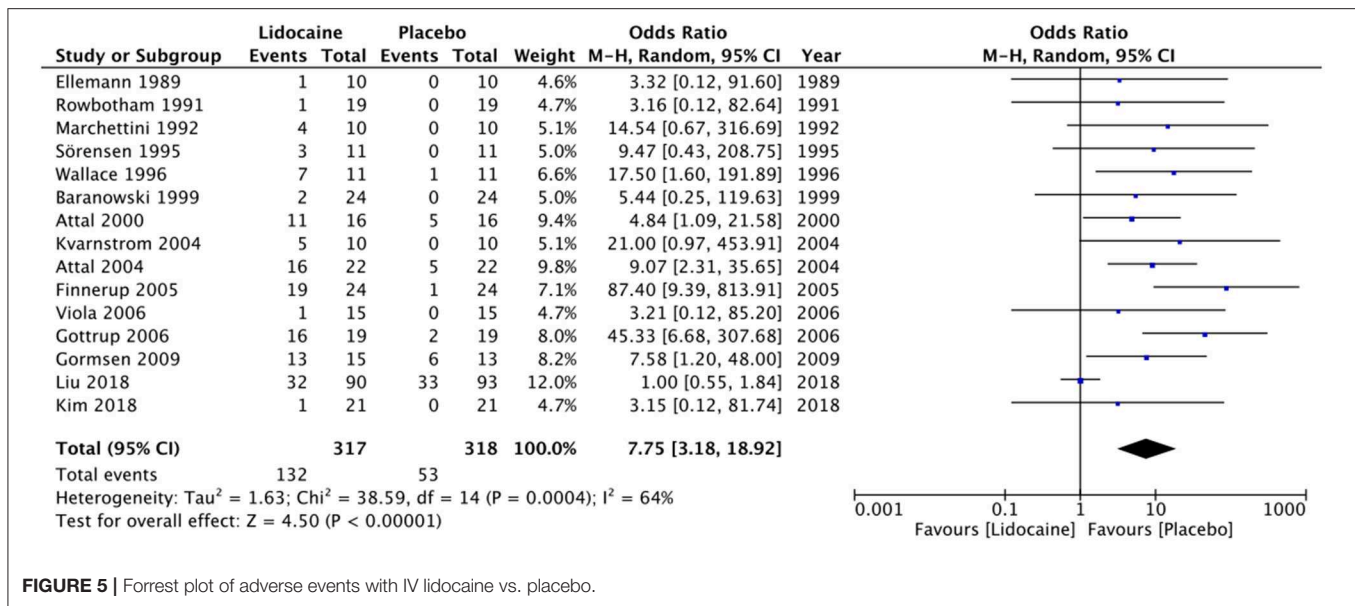 Lidocaine Placebo Odds Ratio Odds Ratio
Study or Subgroup Events Total Events Total Weight M-H, Random, 95% CI Year M-H, Random, 95% CI
Ellemann 1989 1 10 0 10 4.6% 3.32 [0.12, 91.60] 1989
Rowbotham 1991 1 19 0 19 4.7% 3.16 [0.12, 82.64] 1991
Marchettini 1992 4 10 0 10 5.1% 14.54 [0.67, 316.69] 1992
Sörensen 1995 3 11 0 11 5.0% 9.47 [0.43, 208.75] 1995
Wallace 1996 7 11 1 11 6.6% 17.50 [1.60, 191.89] 1996
Baranowski 1999 2 24 0 24 5.0% 5.44 [0.25, 119.63] 1999
Attal 2000 11 16 5 16 9.4% 4.84 [1.09, 21.58] 2000
Kvarnstrom 2004 5 10 0 10 5.1% 21.00 [0.97, 453.91] 2004
Attal 2004 16 22 5 22 9.8% 9.07 [2.31, 35.65] 2004
Finnerup 2005 19 24 1 24 7.1% 87.40 [9.39, 813.91] 2005
Viola 2006 1 15 0 15 4.7% 3.21 [0.12, 85.20] 2006
Gottrup 2006 16 19 2 19 7.9% 45.33 [6.68, 307.68] 2006
Gormsen 2009 13 15 6 13 8.2% 7.58 [1.20, 48.00] 2009
Liu 2018 32 90 33 93 12.0% 1.00 [0.55, 1.84] 2018
Kim 2018 1 21 0 21 4.7% 3.15 [0.12, 81.74] 2018
Total (95% CI) 317 318 100.0% 7.75 [3.18, 18.92]
Total events 132 53
Heterogeneity: Tau² = 1.63; Chi² = 38.59, df = 14 (P = 0.0004); I² = 64%
Test for overall effect: Z = 4.50 (P < 0.00001)
0.001 0.1 1 10 1000
Favours [Lidocaine] Favours [Placebo]
FIGURE 5 | Forrest plot of adverse events with IV lidocaine vs. placebo.